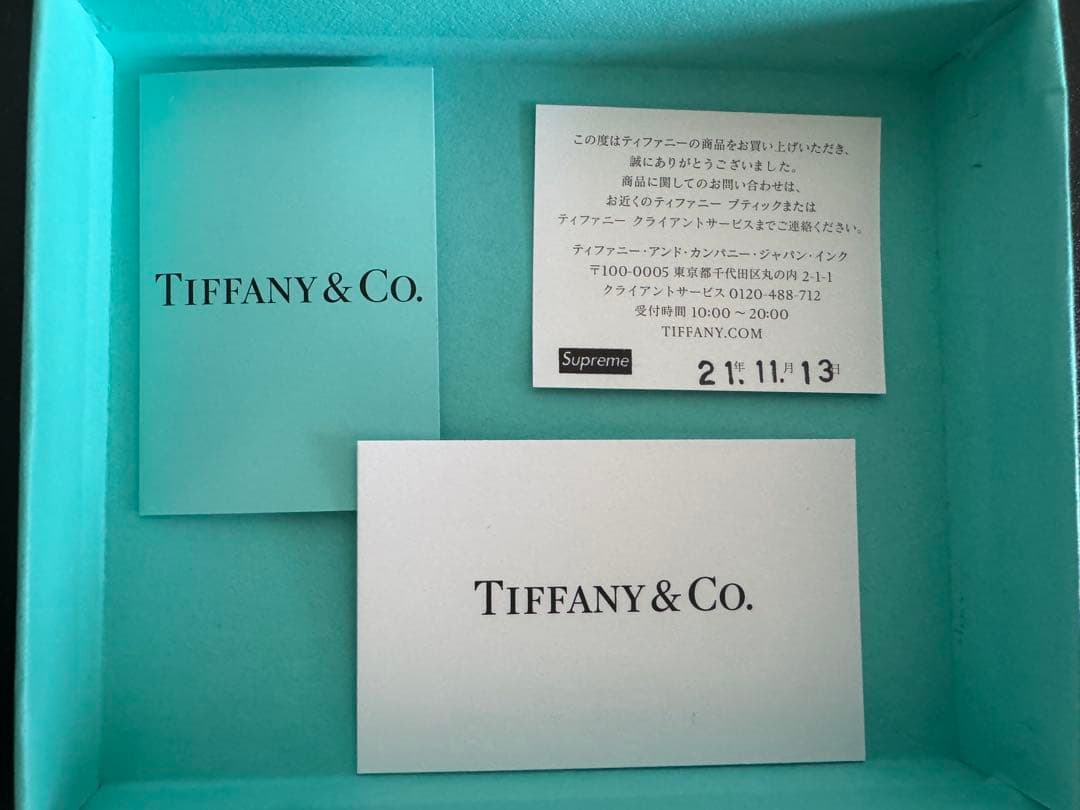 TIFFANY & CO.
この度はティファニーの商品をお買い上げいただき、
誠にありがとうございました。
商品に関してのお問い合わせは、
お近くのティファニー ブティックまたは
ティファニー クライアントサービスまでご連絡ください。
ティファニー・アンド・カンパニー・ジャパン・インク
〒100-0005 東京都千代田区丸の内 2-1-1
クライアントサービス 0120-488-712
受付時間 10:00 〜 20:00
TIFFANY.COM
Supreme
21年.11.月13日
TIFFANY & CO.